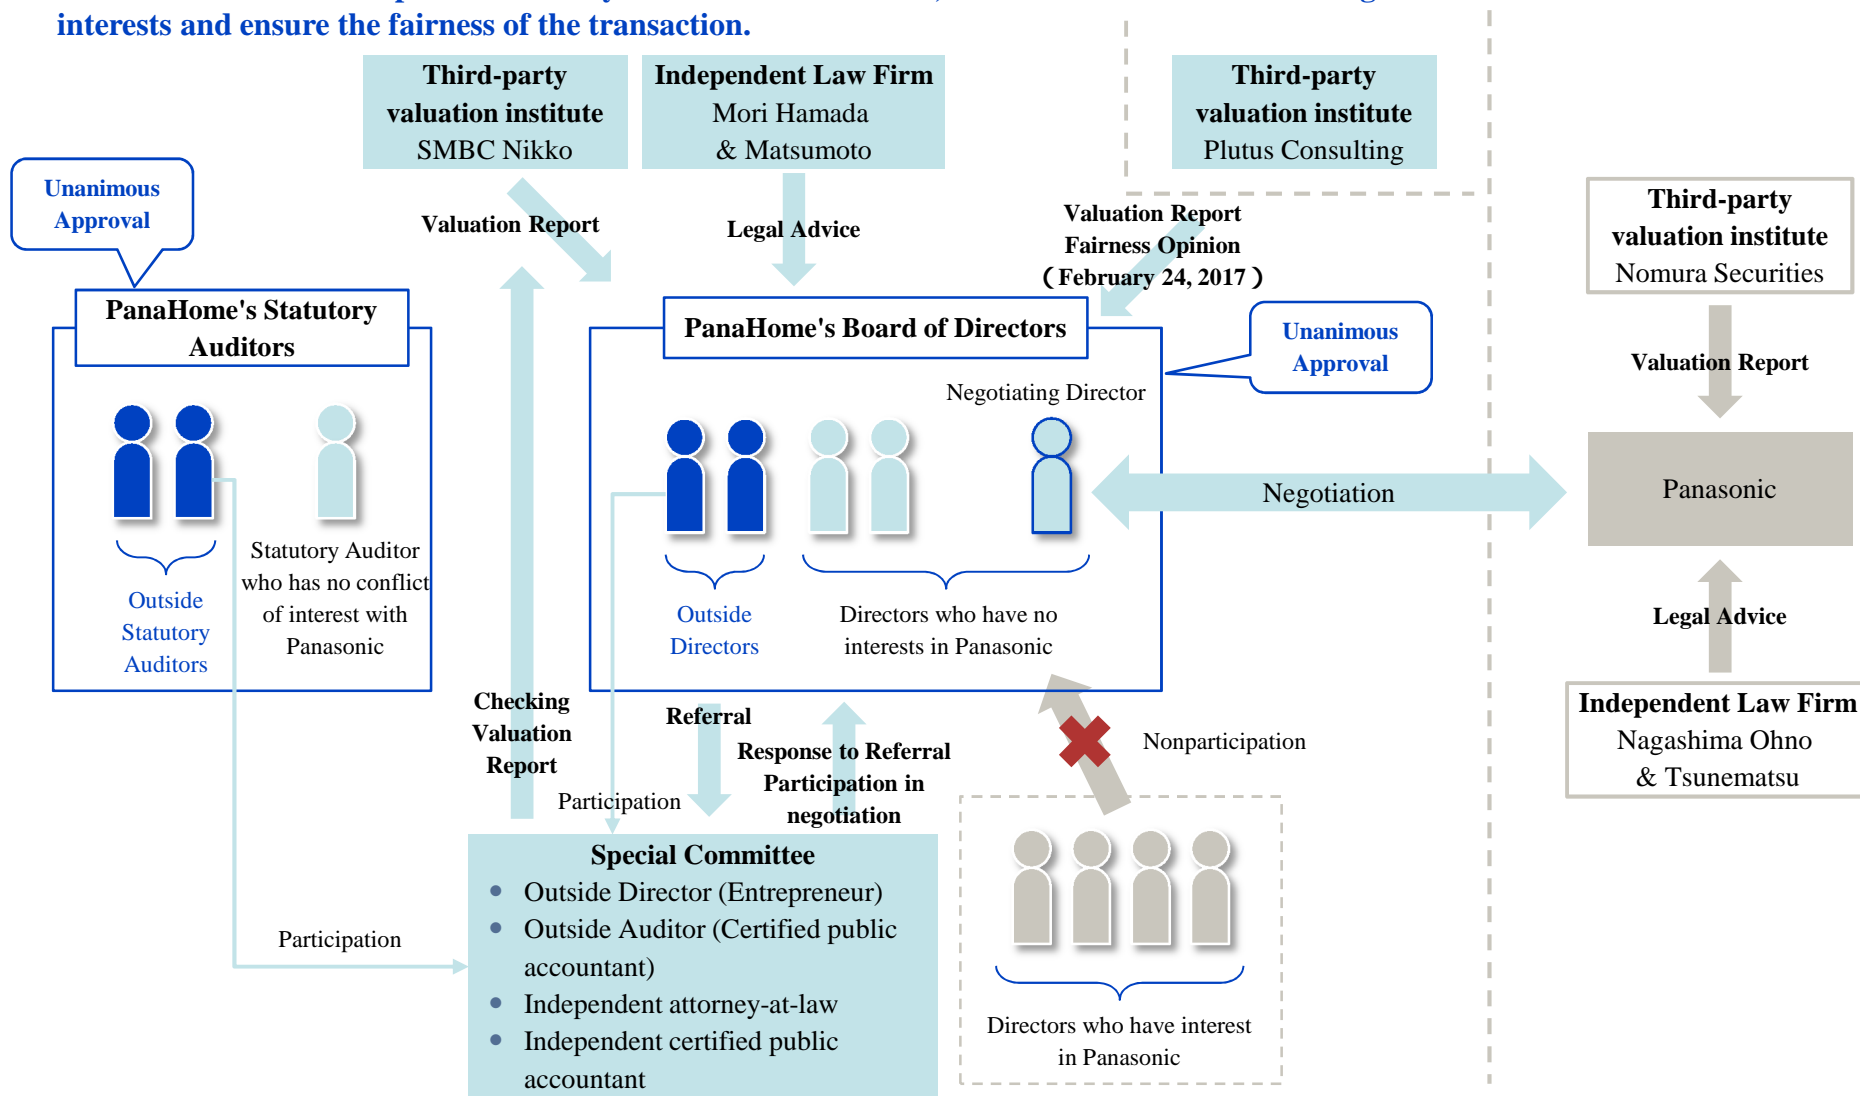 interests and ensure the fairness of the transaction.
Third-party
valuation institute
SMBC Nikko
Independent Law Firm
Mori Hamada
& Matsumoto
Third-party
valuation institute
Plutus Consulting
Unanimous
Approval
Valuation Report
Legal Advice
Valuation Report
Fairness Opinion
( February 24, 2017 )
Third-party
valuation institute
Nomura Securities
PanaHome's Statutory
Auditors
PanaHome's Board of Directors
Unanimous
Approval
Valuation Report
Negotiating Director
Negotiation
Panasonic
Statutory Auditor
who has no conflict
of interest with
Panasonic
Outside
Statutory
Auditors
Outside
Directors
Directors who have no
interests in Panasonic
Legal Advice
Independent Law Firm
Nagashima Ohno
& Tsunematsu
Checking
Valuation
Report
Referral
Response to Referral
Participation in
negotiation
Nonparticipation
Participation
Participation
Special Committee
• Outside Director (Entrepreneur)
• Outside Auditor (Certified public
accountant)
• Independent attorney-at-law
• Independent certified public
accountant
Directors who have interest
in Panasonic